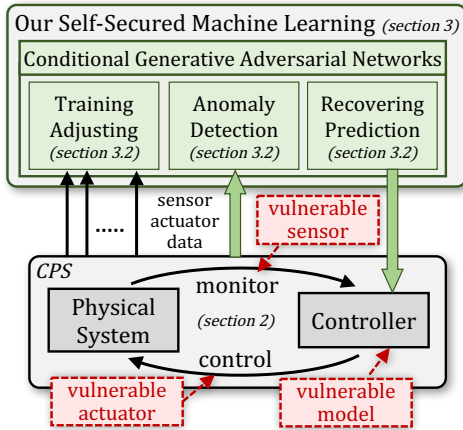 Our Self-Secured Machine Learning (section 3)
Conditional Generative Adversarial Networks
Training
Adjusting
(section 3.2)
Anomaly
Detection
(section 3.2)
Recovering
Prediction
(section 3.2)
.....
sensor
actuator
data
vulnerable
sensor
CPS
monitor
Physical
System
(section 2)
Controller
control
vulnerable
actuator
vulnerable
model